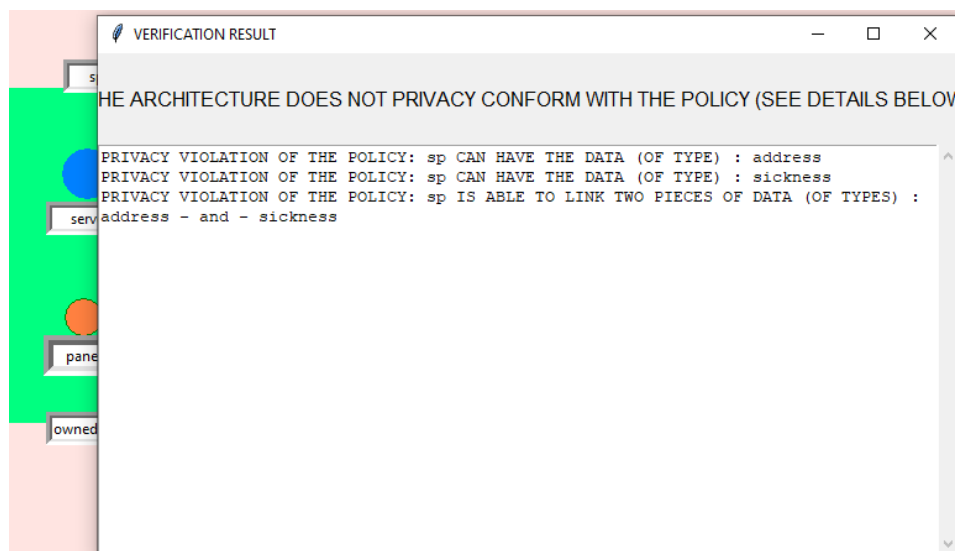 VERIFICATION RESULT
HE ARCHITECTURE DOES NOT PRIVACY CONFORM WITH THE POLICY (SEE DETAILS BELOW
PRIVACY VIOLATION OF THE POLICY: sp CAN HAVE THE DATA (OF TYPE) : address
PRIVACY VIOLATION OF THE POLICY: sp CAN HAVE THE DATA (OF TYPE) : sickness
PRIVACY VIOLATION OF THE POLICY: sp IS ABLE TO LINK TWO PIECES OF DATA (OF TYPES) :
address - and - sickness
serv
pane
owned